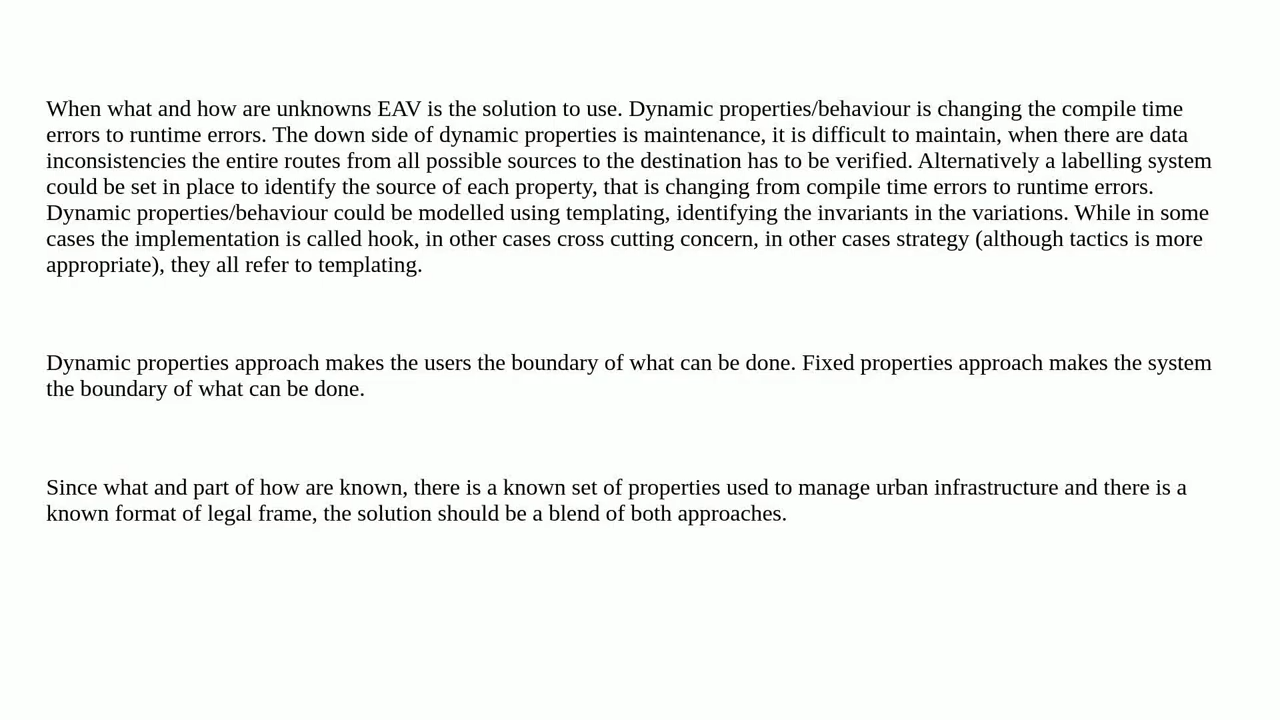 When what and how are unknowns EAV is the solution to use. Dynamic properties/behaviour is changing the compile time
errors to runtime errors. The down side of dynamic properties is maintenance, it is difficult to maintain, when there are data
inconsistencies the entire routes from all possible sources to the destination has to be verified. Alternatively a labelling system
could be set in place to identify the source of each property, that is changing from compile time errors to runtime errors.
Dynamic properties/behaviour could be modelled using templating, identifying the invariants in the variations. While in some
cases the implementation is called hook, in other cases cross cutting concern, in other cases strategy (although tactics is more
appropriate), they all refer to templating.
Dynamic properties approach makes the users the boundary of what can be done. Fixed properties approach makes the system
the boundary of what can be done.
Since what and part of how are known, there is a known set of properties used to manage urban infrastructure and there is a
known format of legal frame, the solution should be a blend of both approaches.